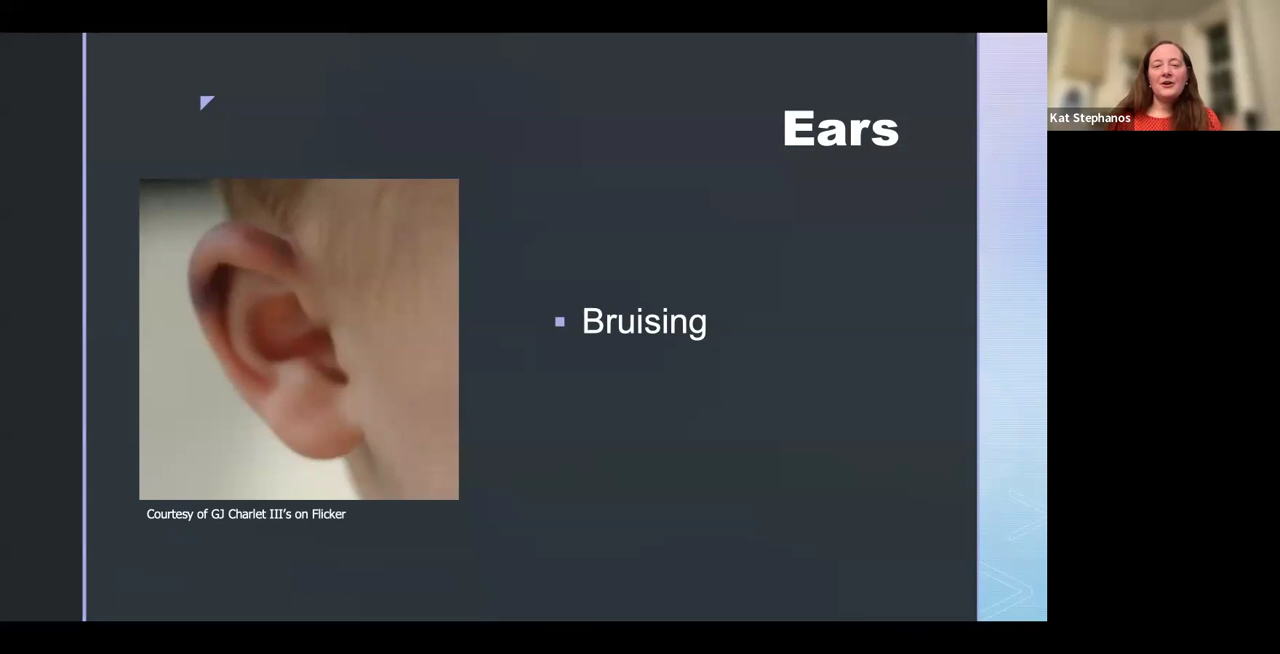 Ears
Bruising
Courtesy of GJ Charlet III's on Flicker
Kat Stephanos